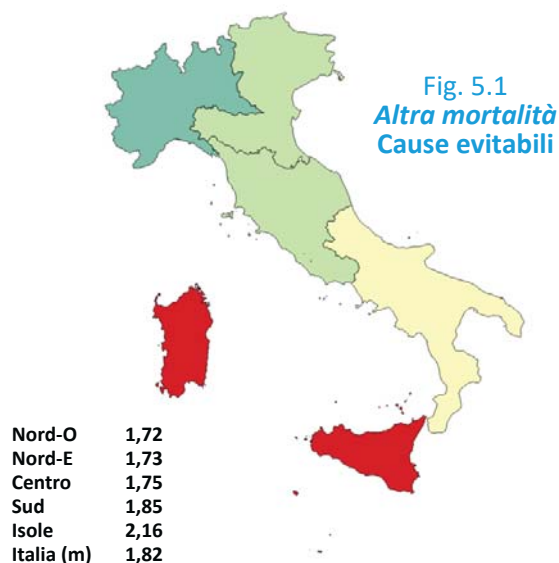 Fig. 5.1
Altra mortalità
Cause evitabili
Nord-O 1,72
Nord-E 1,73
Centro 1,75
Sud 1,85
Isole 2,16
Italia (m) 1,82